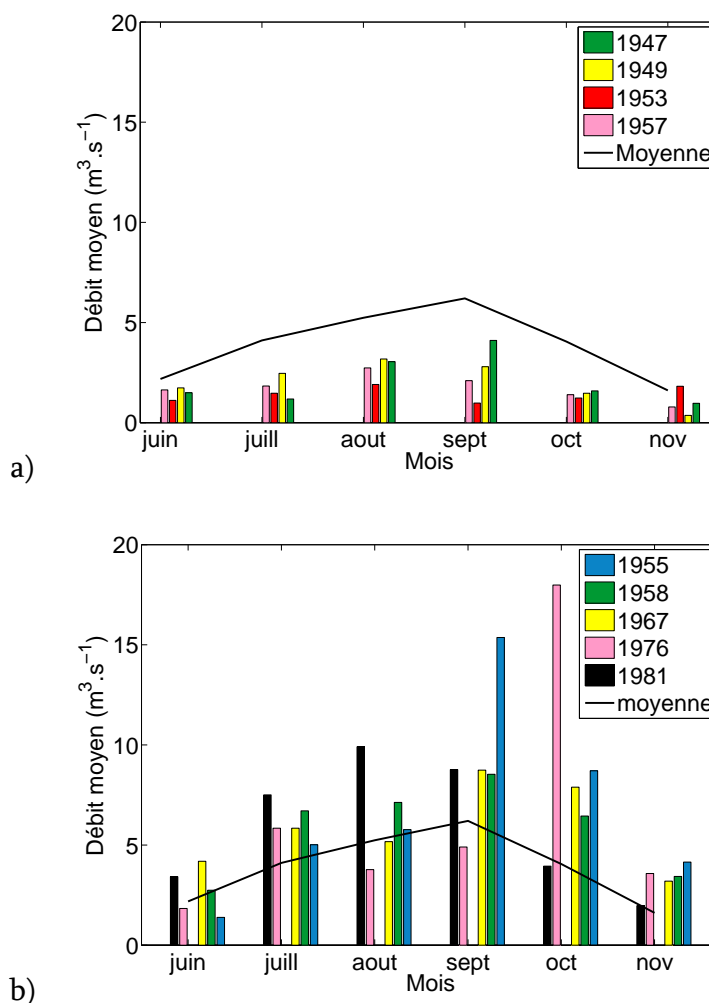 20
15
10
5
0
Débit moyen (m³.s⁻¹)
1947
1949
1953
1957
Moyenne
juin juill aout sept oct nov
Mois
a)
20
15
10
5
0
Débit moyen (m³.s⁻¹)
1955
1958
1967
1976
1981
moyenne
juin juill aout sept oct nov
Mois
b)